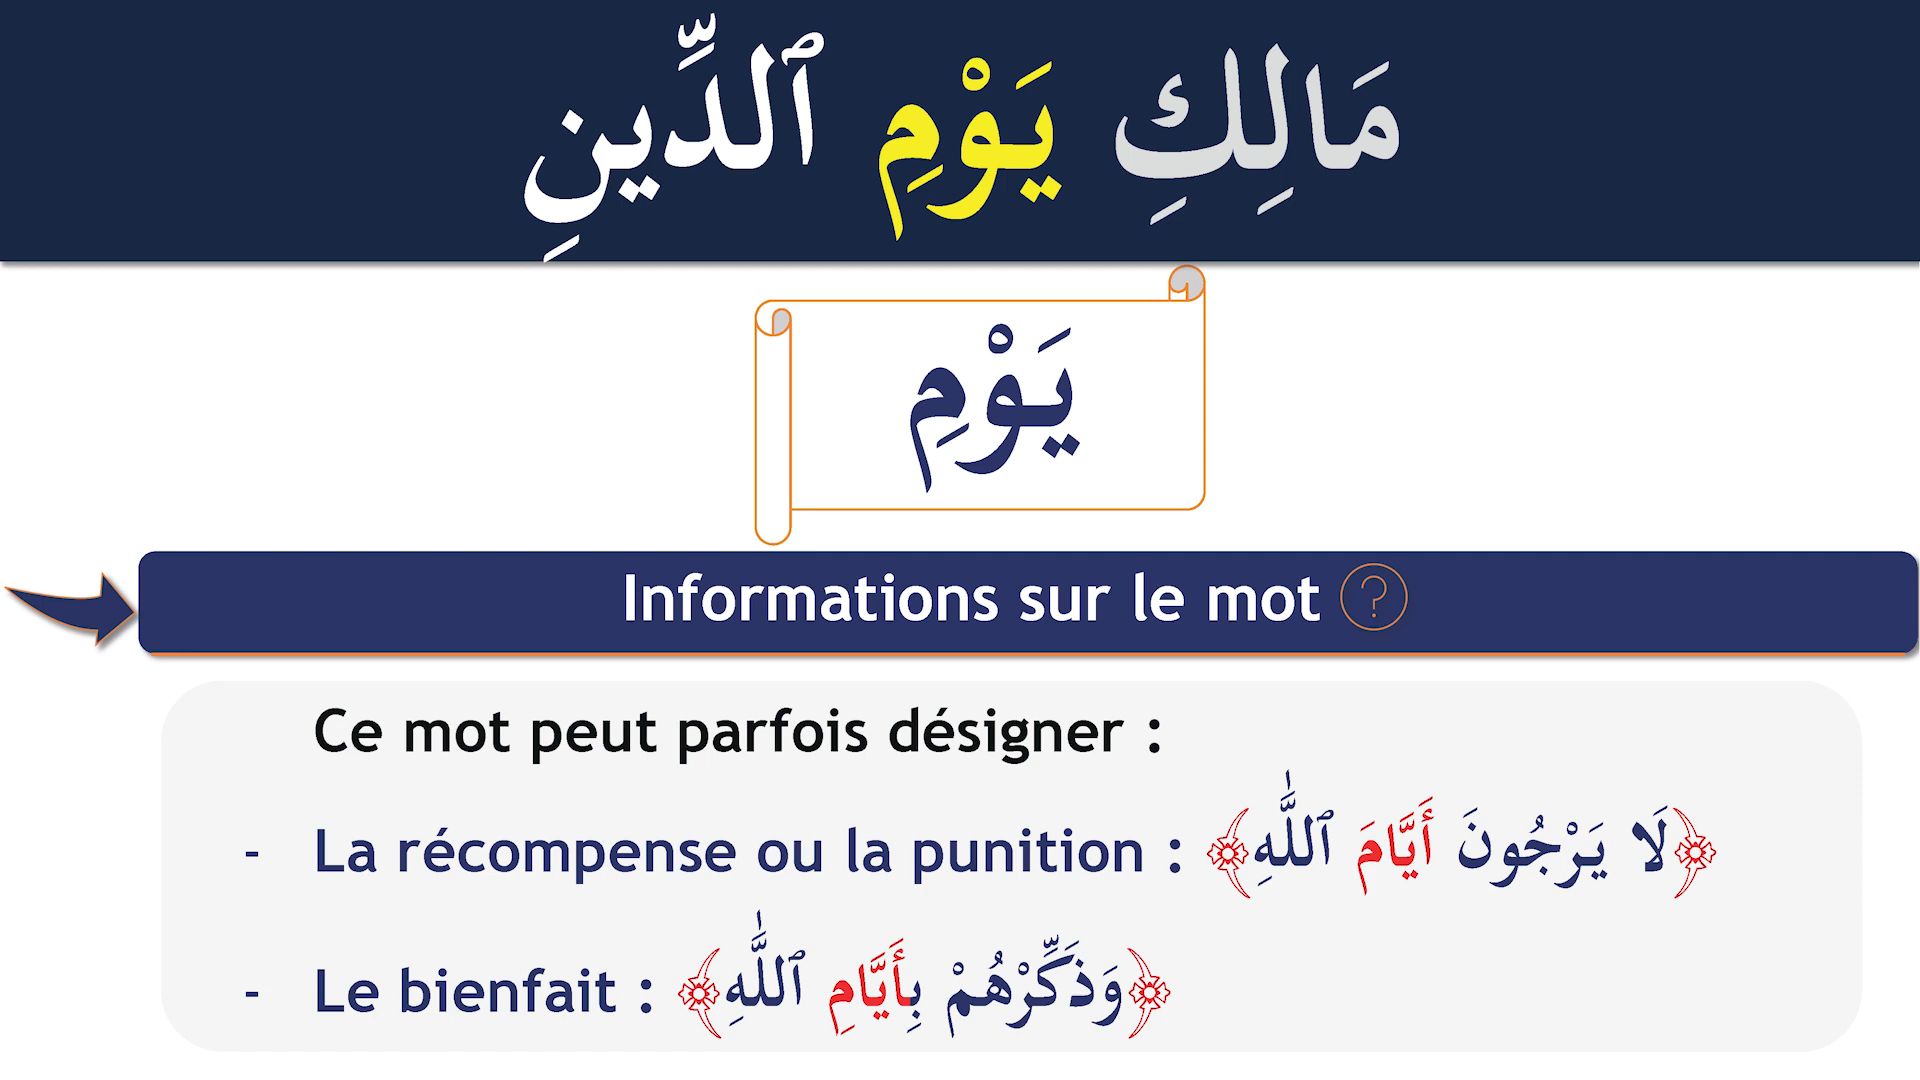 مَالِكِ يَوْمِ ٱلدِّينِ
يَوْمِ
Informations sur le mot ?
Ce mot peut parfois désigner :
- La récompense ou la punition : ﴿لَا يَرْجُونَ أَيَّامَ ٱللَّٰهِ﴾
- Le bienfait : ﴿وَذَكِّرْهُمْ بِأَيَّامِ ٱللَّٰهِ﴾